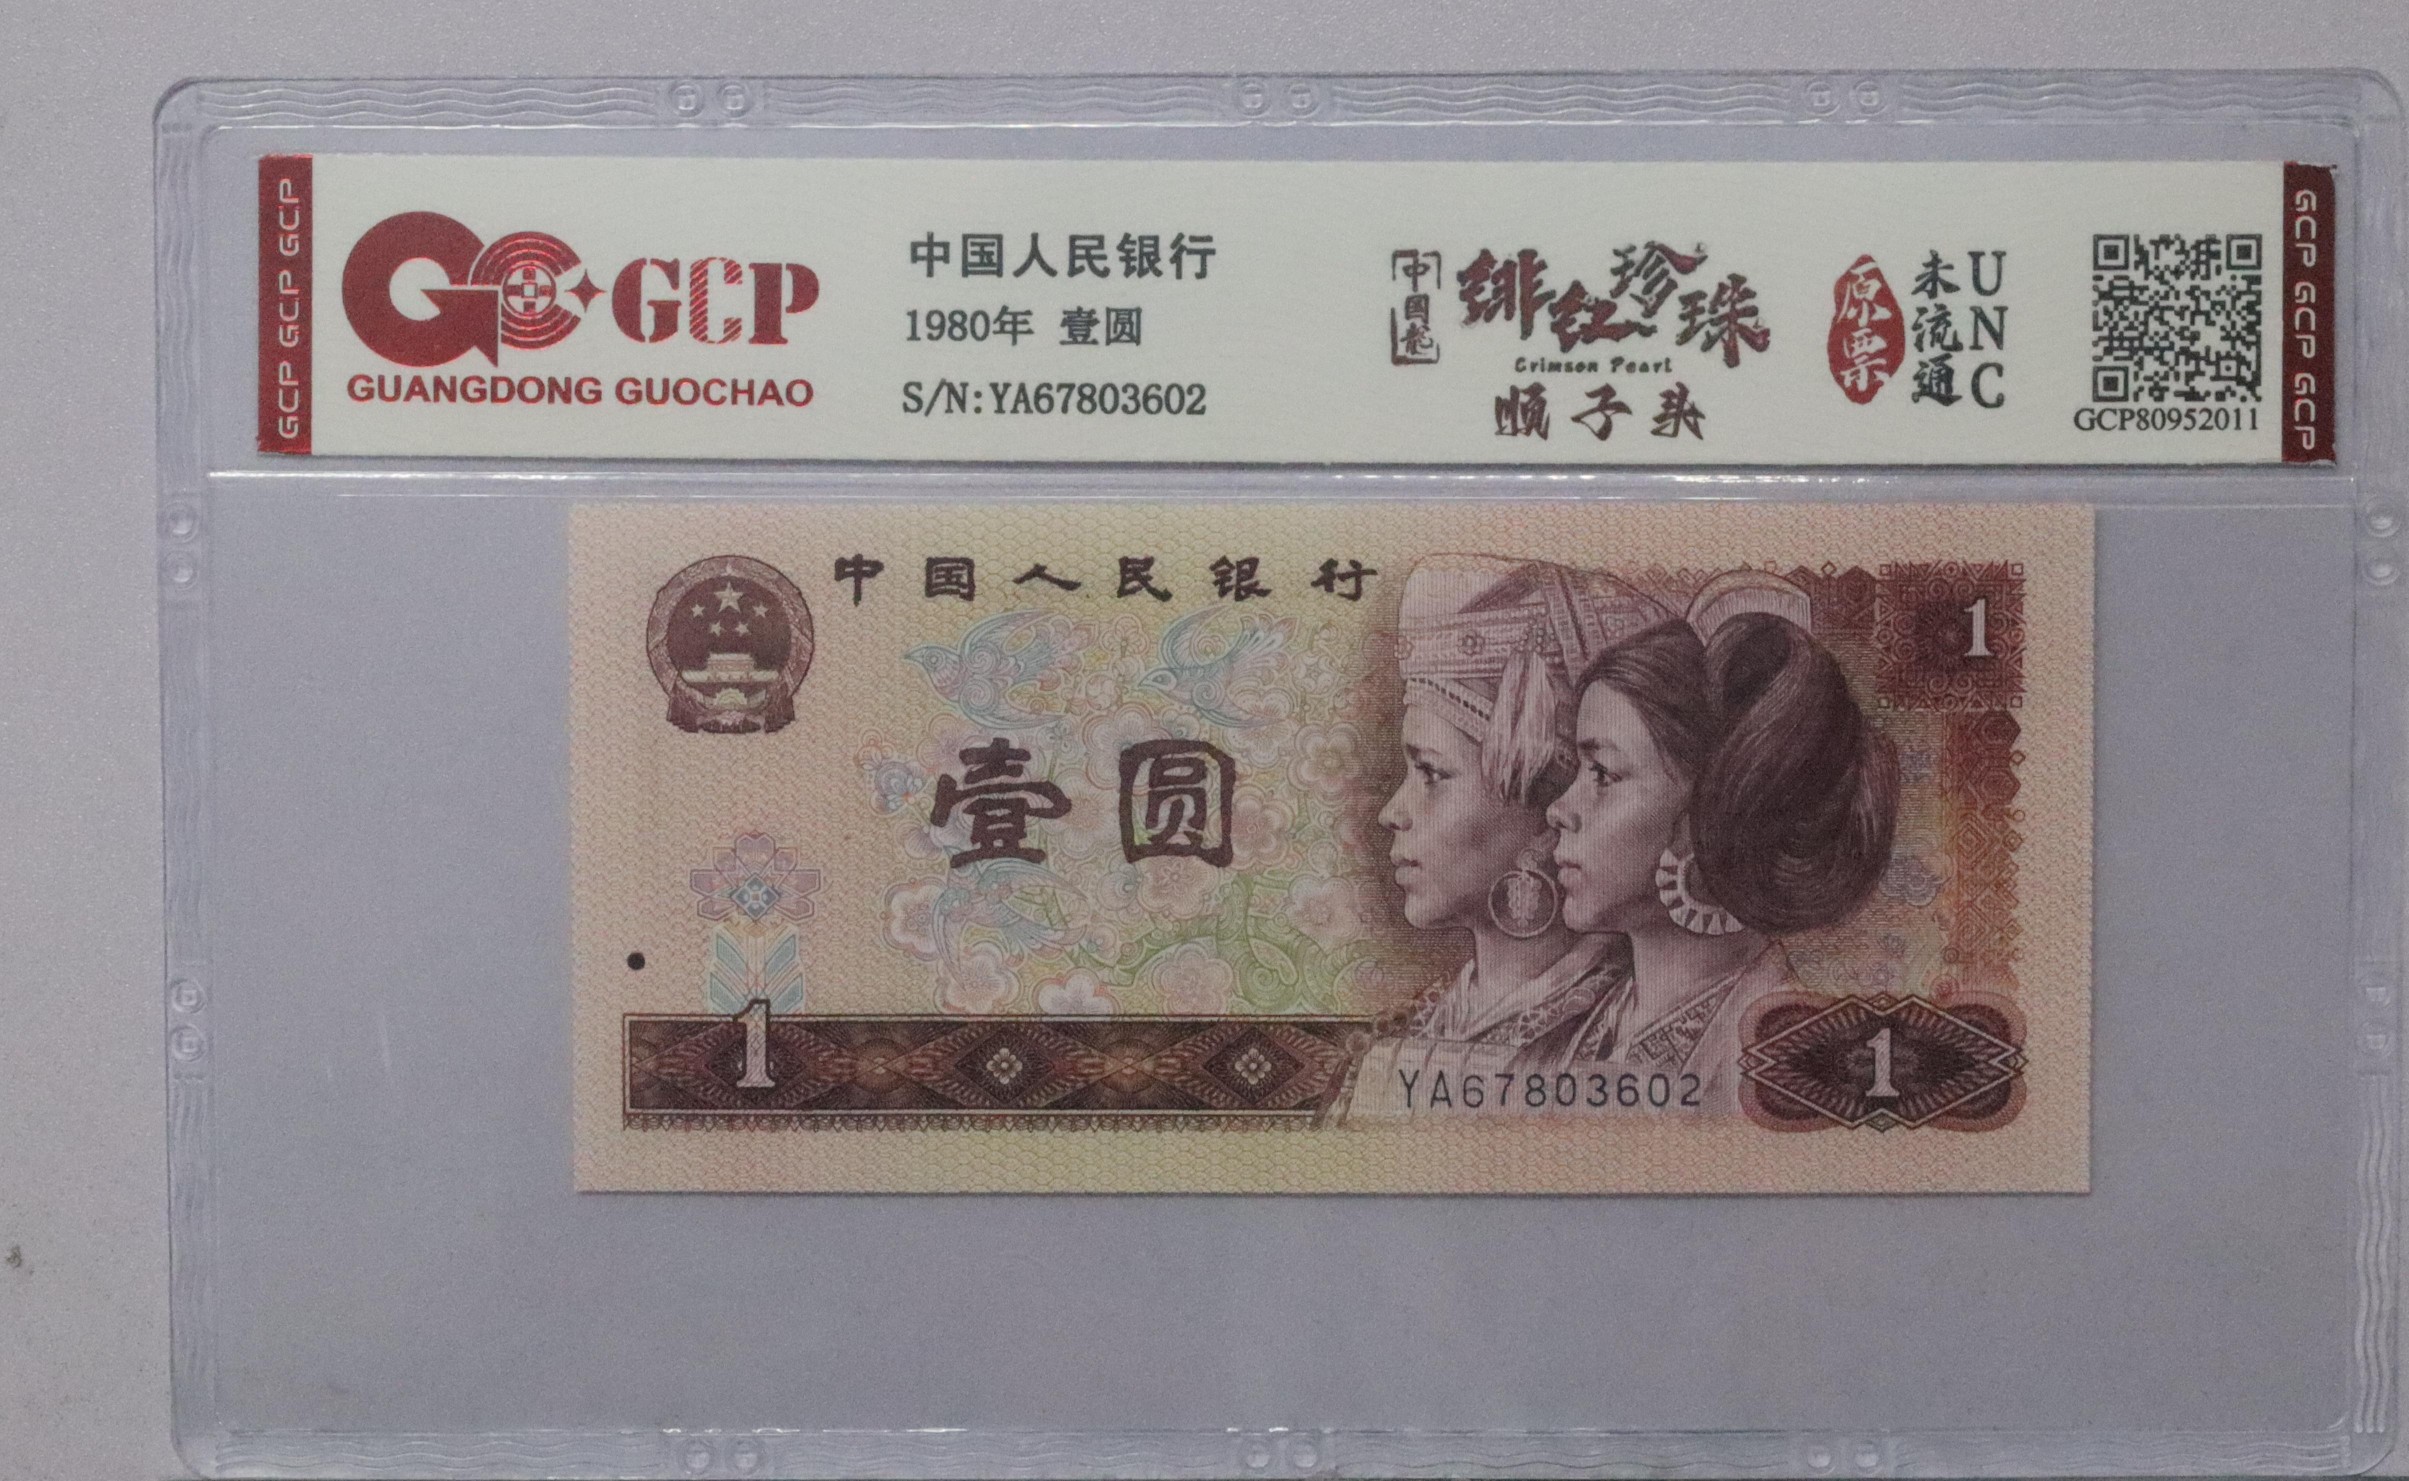 GCP GCP GCP
GCP
GUANGDONG GUOCHAO
中国人民银行
1980年 壹圆
S/N:YA67803602
中國龍
绯红珍珠
Crimson Pearl
顺子头
原票
未流通
UNC
GCP80952011
GCP GCP GCP
中国人民银行
1
壹圆
1
YA67803602
1